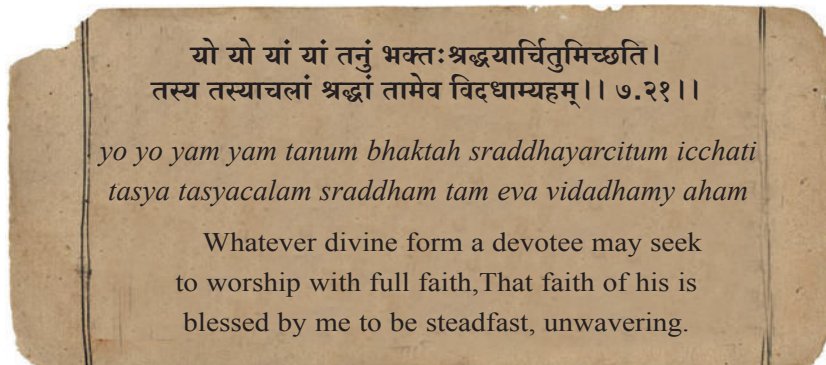 यो यो यां यां तनुं भक्तःश्रद्धयार्चितुमिच्छति।
तस्य तस्याचलां श्रद्धां तामेव विदधाम्यहम्।। ७.२१।।
yo yo yam yam tanum bhaktah sraddhayarcitum icchati
tasya tasyacalam sraddham tam eva vidadhamy aham
Whatever divine form a devotee may seek
to worship with full faith,That faith of his is
blessed by me to be steadfast, unwavering.